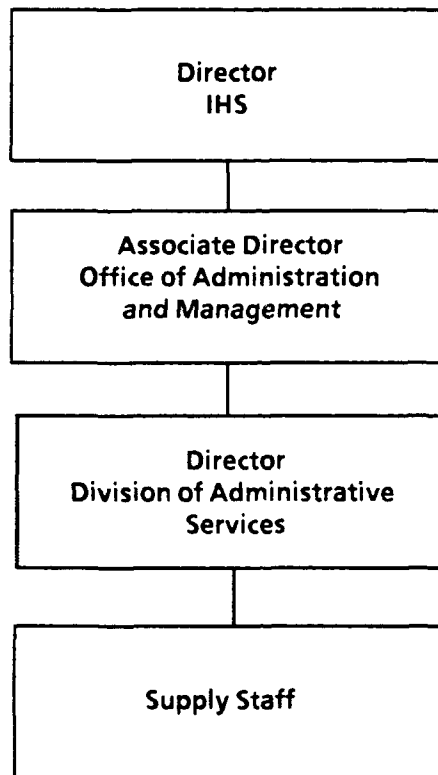 Director
IHS
Associate Director
Office of Administration
and Management
Director
Division of Administrative
Services
Supply Staff